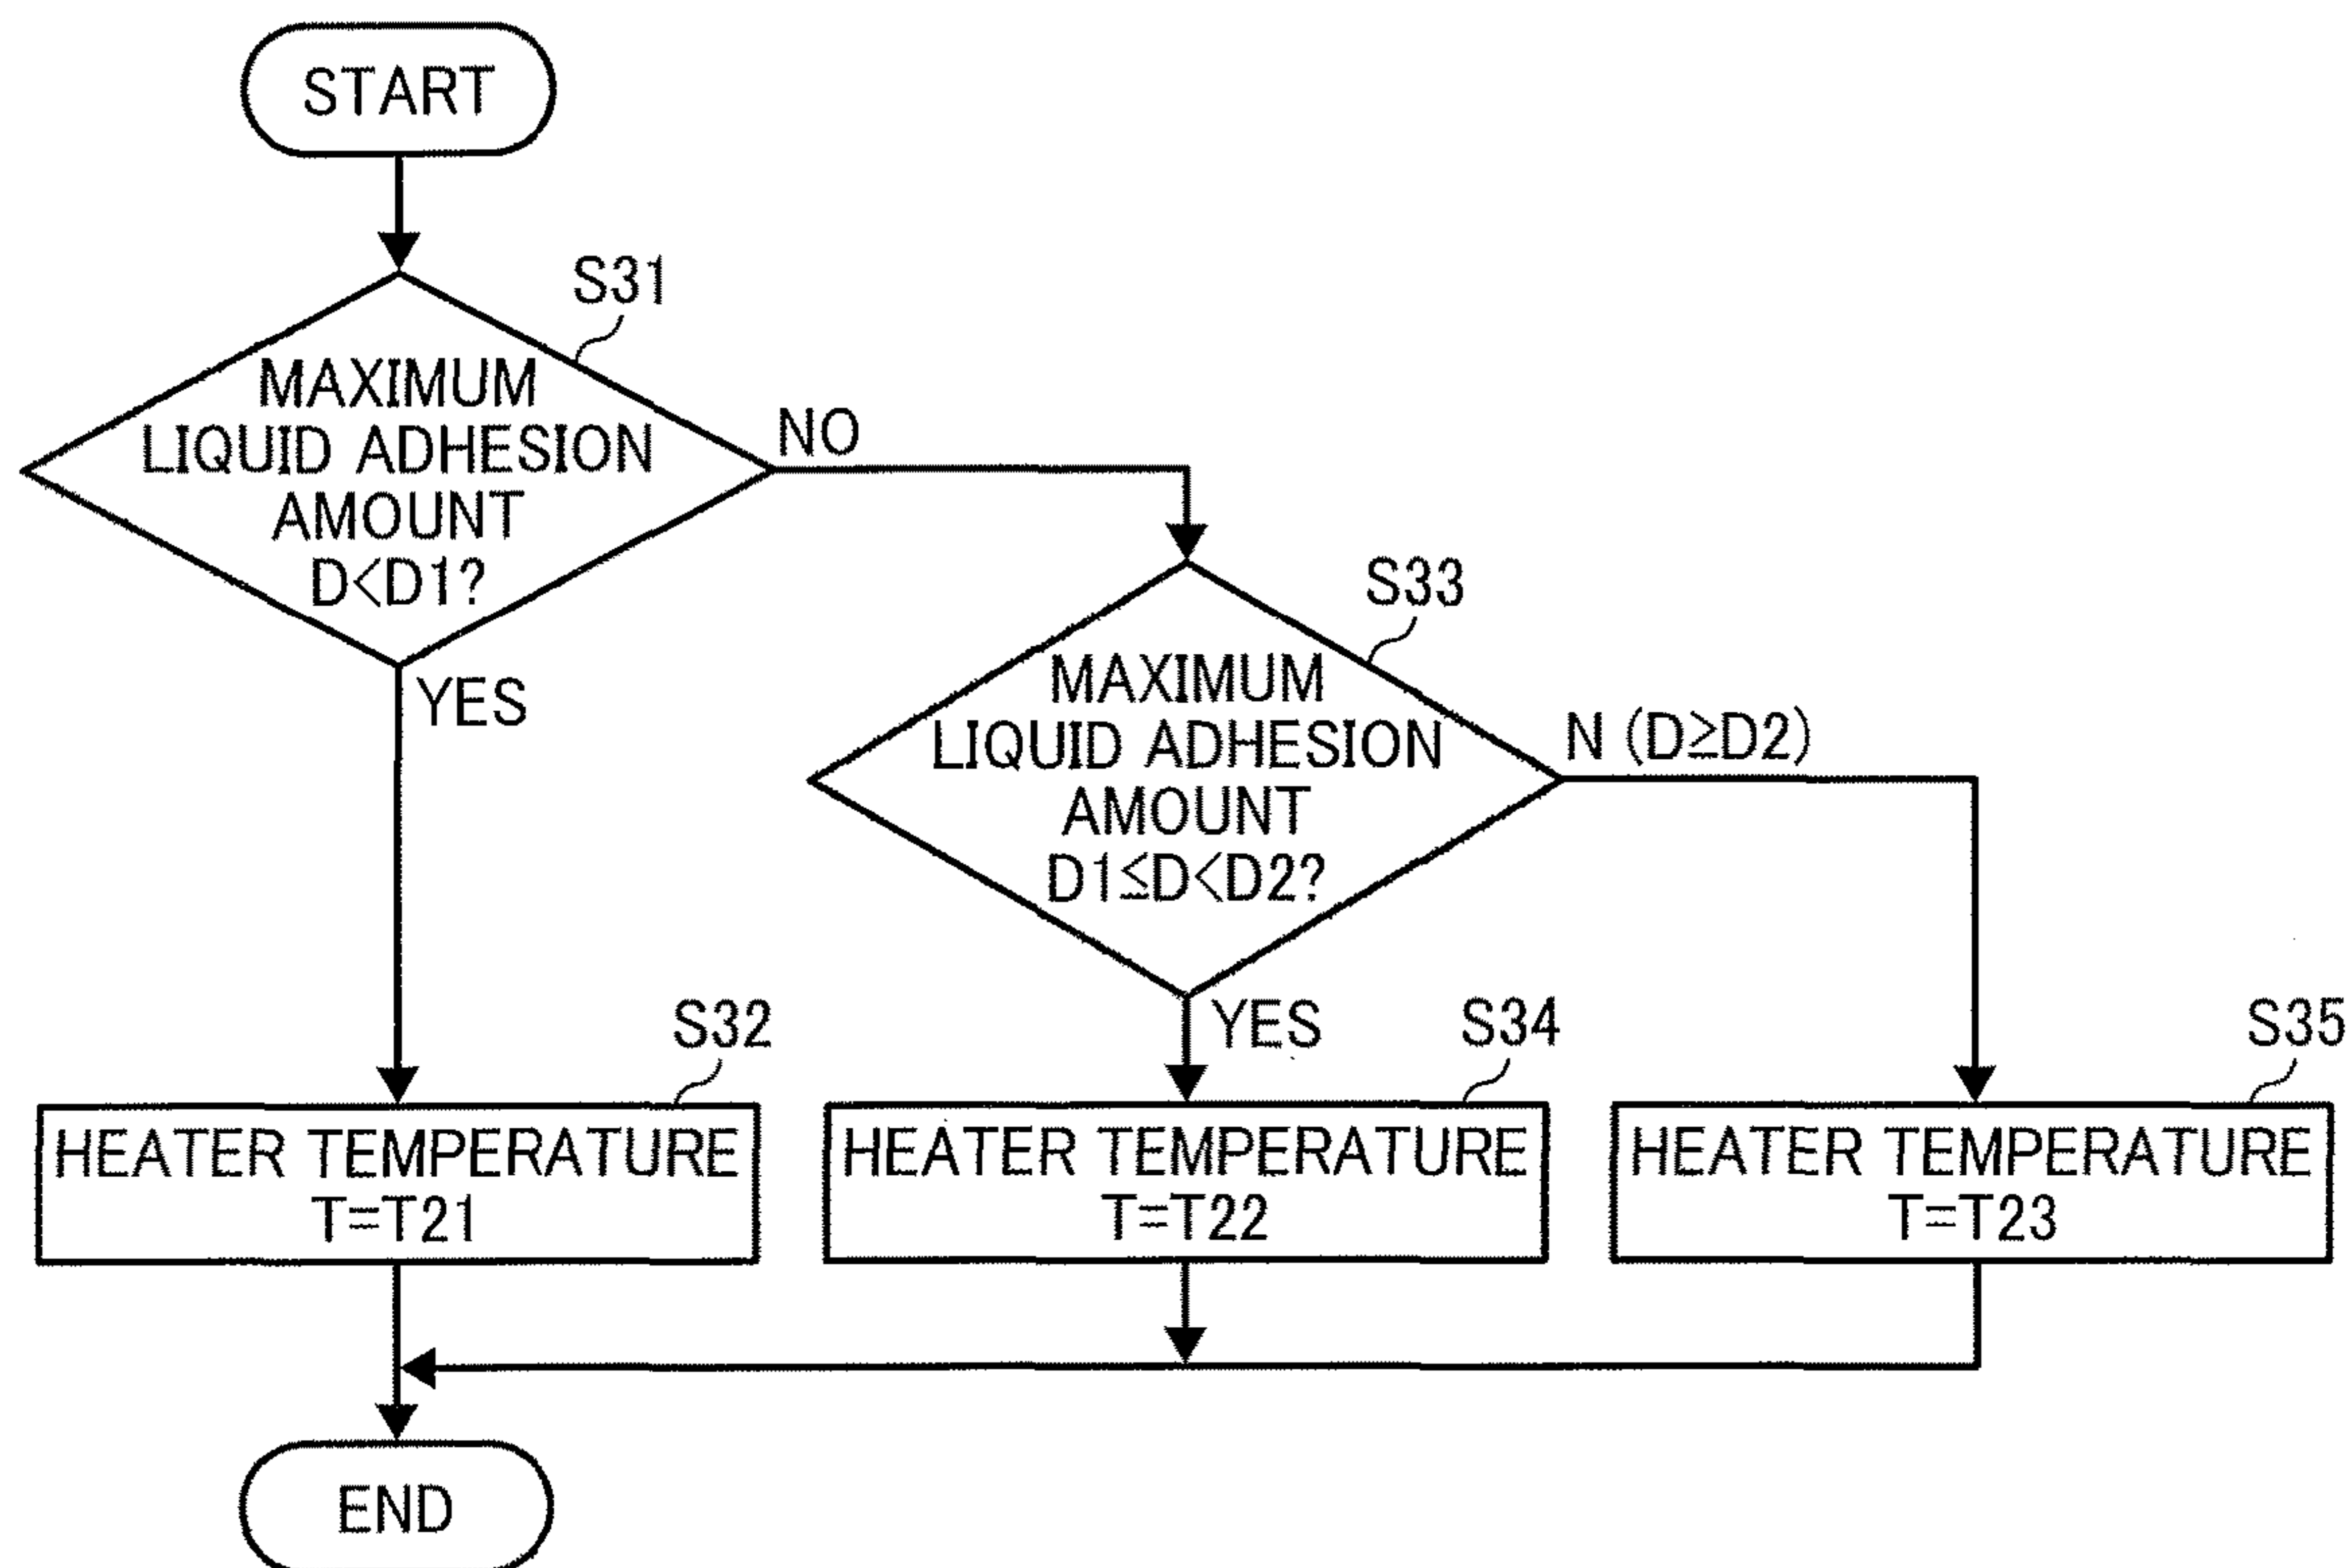 START
S31
MAXIMUM
LIQUID ADHESION
AMOUNT
D<D1?
NO
YES
S33
MAXIMUM
LIQUID ADHESION
AMOUNT
D1≦D<D2?
N (D≧D2)
YES
S32
HEATER TEMPERATURE
T=T21
S34
HEATER TEMPERATURE
T=T22
S35
HEATER TEMPERATURE
T=T23
END